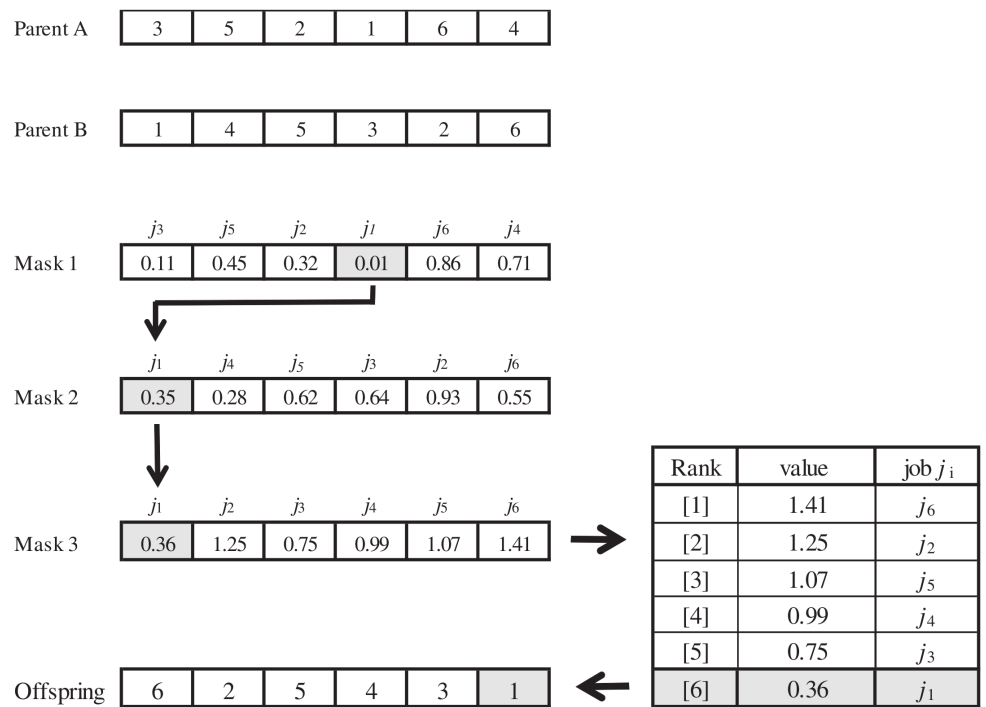 Parent A 3 5 2 1 6 4
Parent B 1 4 5 3 2 6
j3 j5 j2 j1 j6 j4
Mask 1 0.11 0.45 0.32 0.01 0.86 0.71
j1 j4 j5 j3 j2 j6
Mask 2 0.35 0.28 0.62 0.64 0.93 0.55
j1 j2 j3 j4 j5 j6
Mask 3 0.36 1.25 0.75 0.99 1.07 1.41
Rank value job j i
[1] 1.41 j6
[2] 1.25 j2
[3] 1.07 j5
[4] 0.99 j4
[5] 0.75 j3
[6] 0.36 j1
Offspring 6 2 5 4 3 1